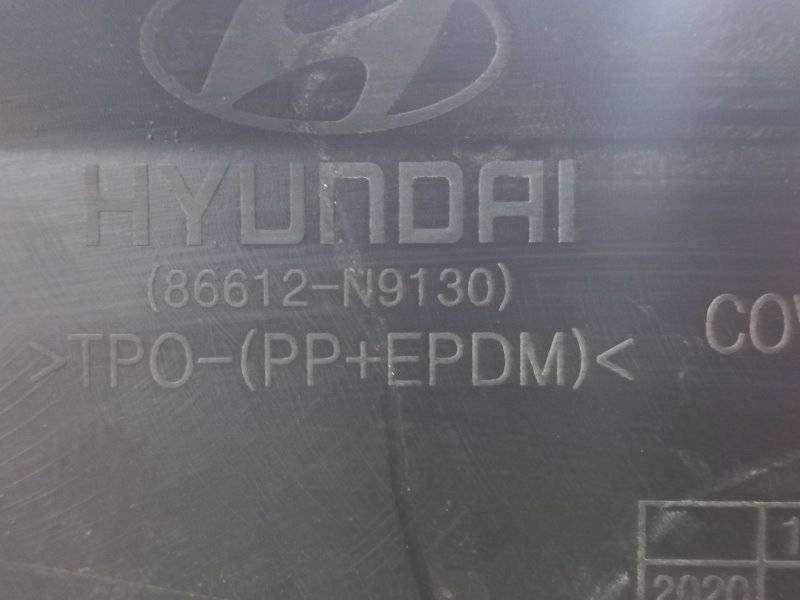 HYUNDAI
(86612-N9130)
>TPO-(PP+EPDM)<
2020